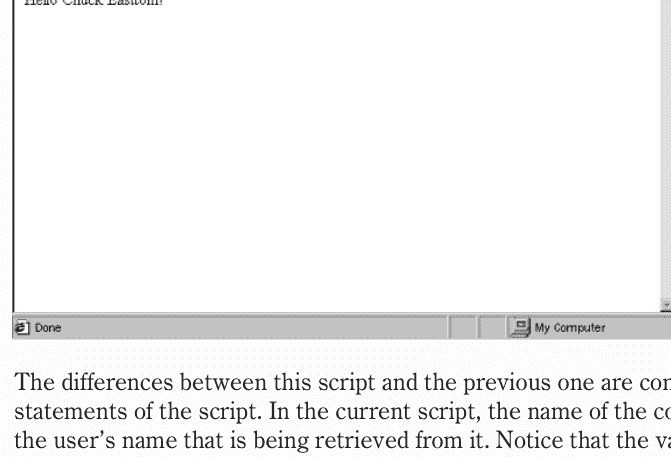 Hello Chuck Easttom!
Done
My Computer
The differences between this script and the previous one are con
statements of the script. In the current script, the name of the co
the user’s name that is being retrieved from it. Notice that the va